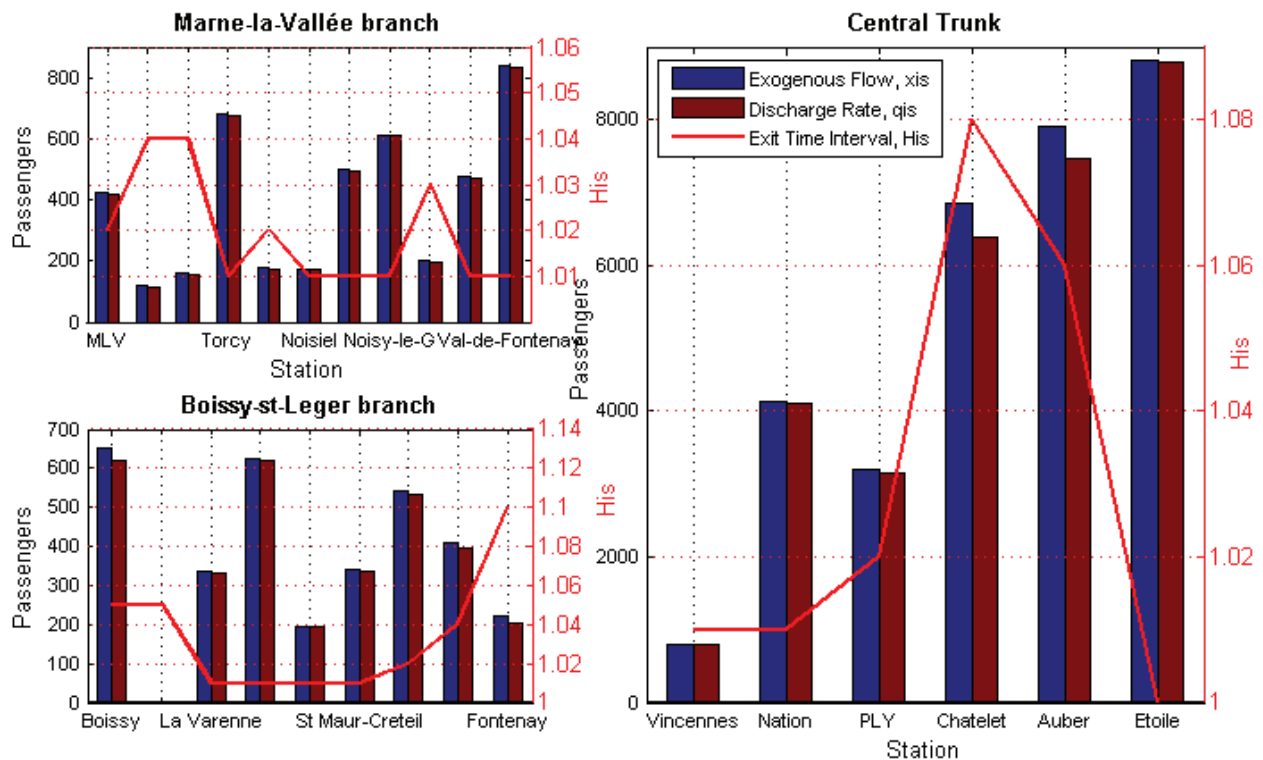 Marne-la-Vallée branch
800
600
400
200
0
Passengers
1.06
1.05
1.04
1.03
1.02
1.01
His
MLV Torcy Noisiel Noisy-le-G Val-de-Fontenay
Station
Boissy-st-Leger branch
700
600
500
400
300
200
100
0
Passengers
1.14
1.12
1.1
1.08
1.06
1.04
1.02
1
His
Boissy La Varenne St Maur-Creteil Fontenay
Central Trunk
Exogenous Flow, xis
Discharge Rate, qis
Exit Time Interval, His
8000
6000
4000
2000
0
Passengers
1.08
1.06
1.04
1.02
1
His
Vincennes Nation PLY Chatelet Auber Etoile
Station